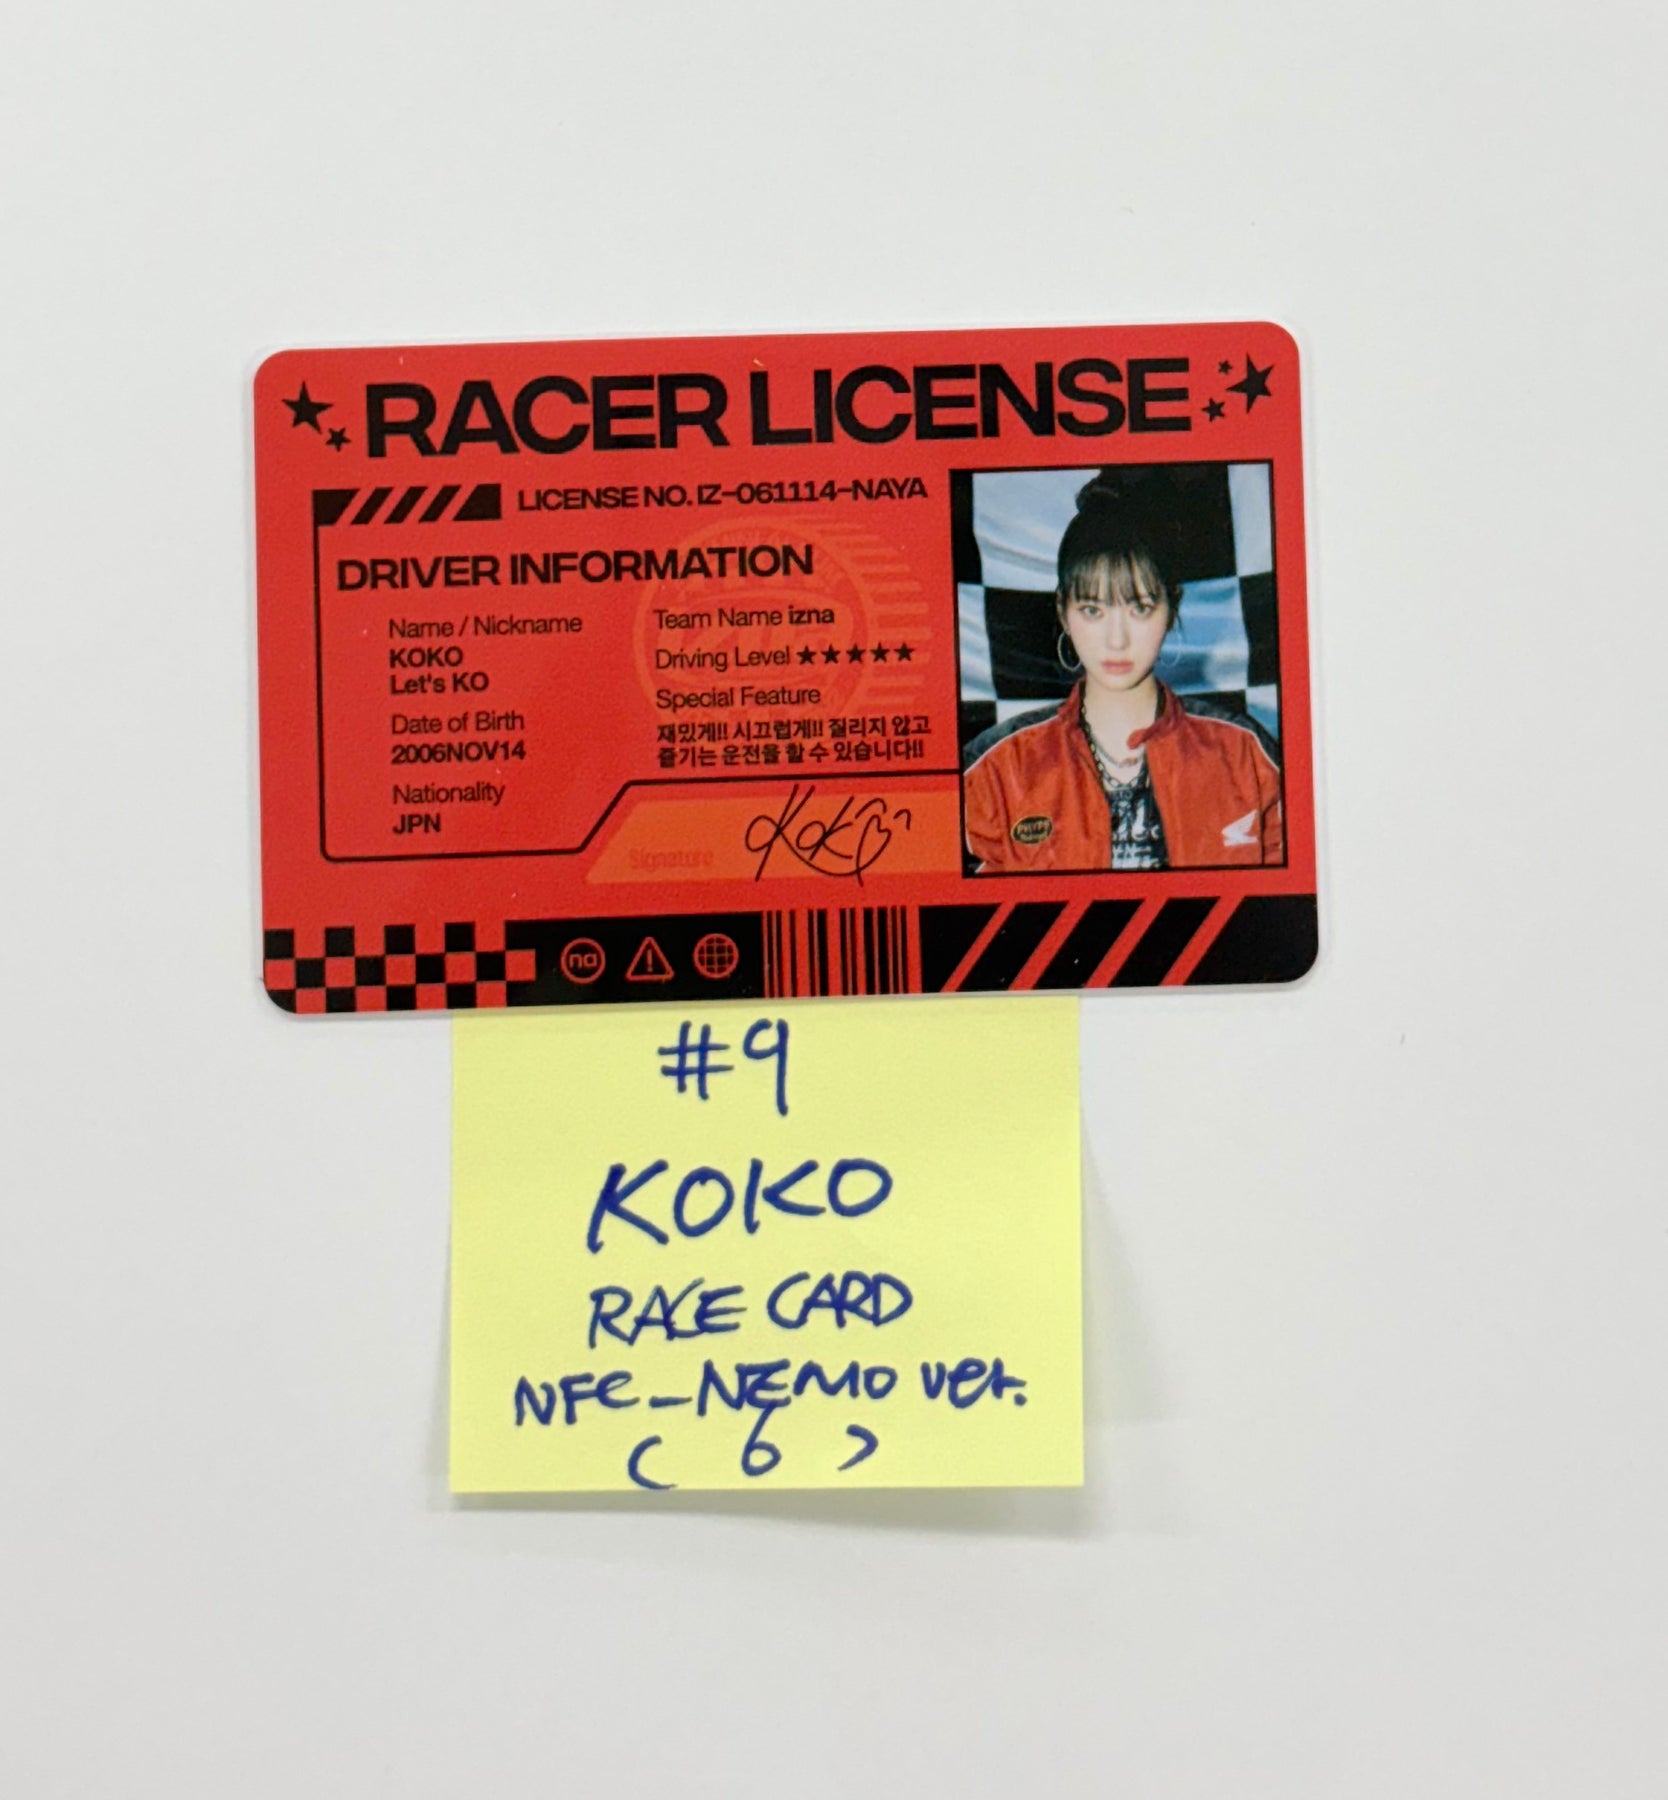 RACER LICENSE
LICENSE NO. IZ-061114-NAYA
DRIVER INFORMATION
Name / Nickname
KOKO
Let's KO
Date of Birth
2006NOV14
Nationality
JPN
Team Name izna
Driving Level ★★★★★
Special Feature
재밌게!! 시끄럽게!! 질리지 않고
즐기는 운전을 할 수 있습니다!!
Signature
KoKo
na
#9
KOKO
RACE CARD
NFC_NEMO ver.
( 6 )